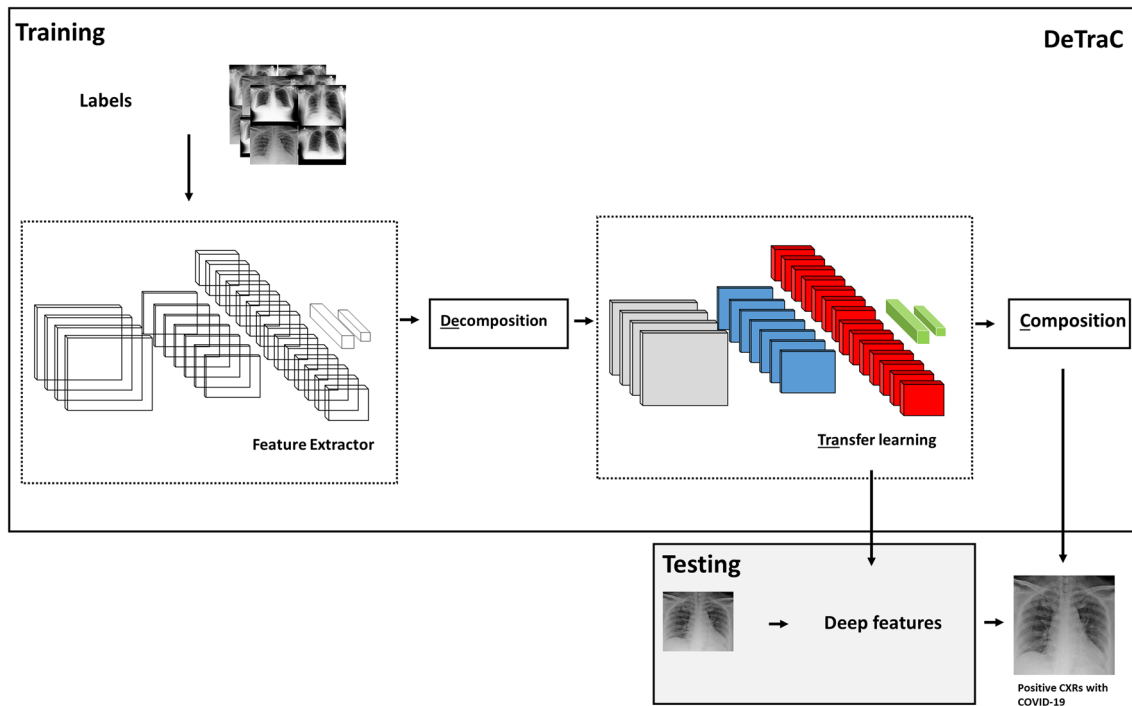 Training
DeTraC
Labels
Feature Extractor
Decomposition
Transfer learning
Composition
Testing
Deep features
Positive CXRs with
COVID-19